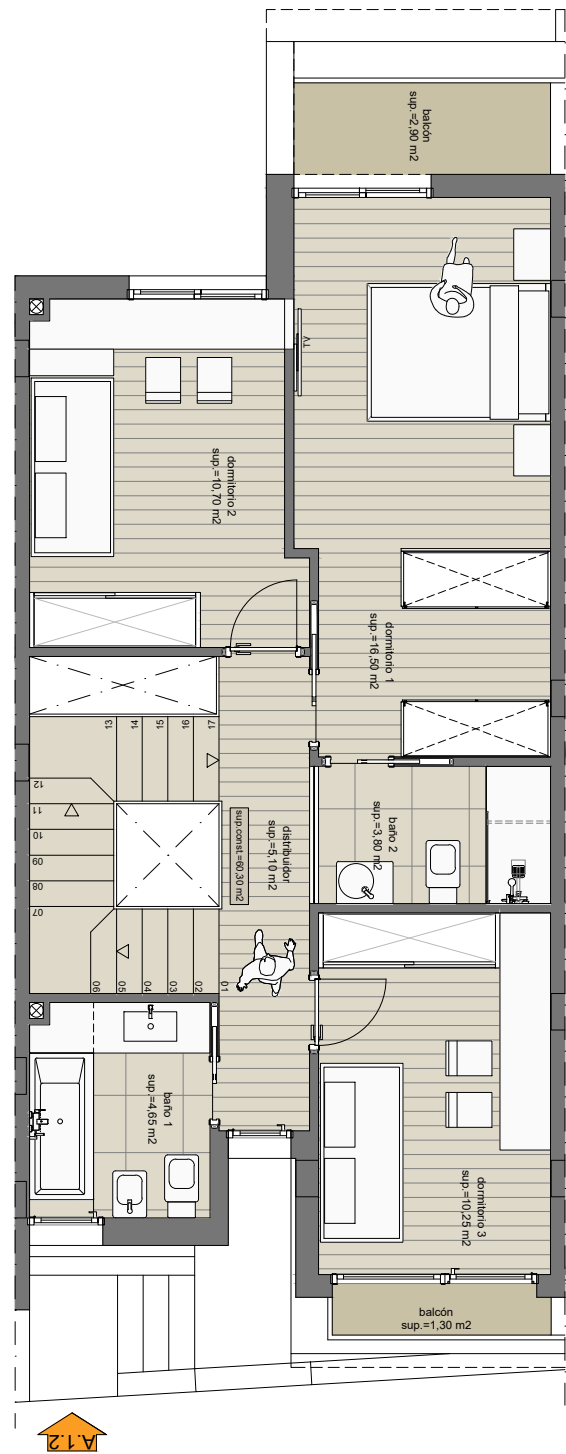 balcón
sup.=2,90 m2
TV
dormitorio 2
sup.=10,70 m2
dormitorio 1
sup.=16,50 m2
13
14
15
16
17
12
11
10
09
08
07
baño 2
sup.=3,80 m2
distribuidor
sup.=5,10 m2
sup.const.=60,30 m2
06
05
04
03
02
01
baño 1
sup.=4,65 m2
dormitorio 3
sup.=10,25 m2
balcón
sup.=1,30 m2
A.1.2